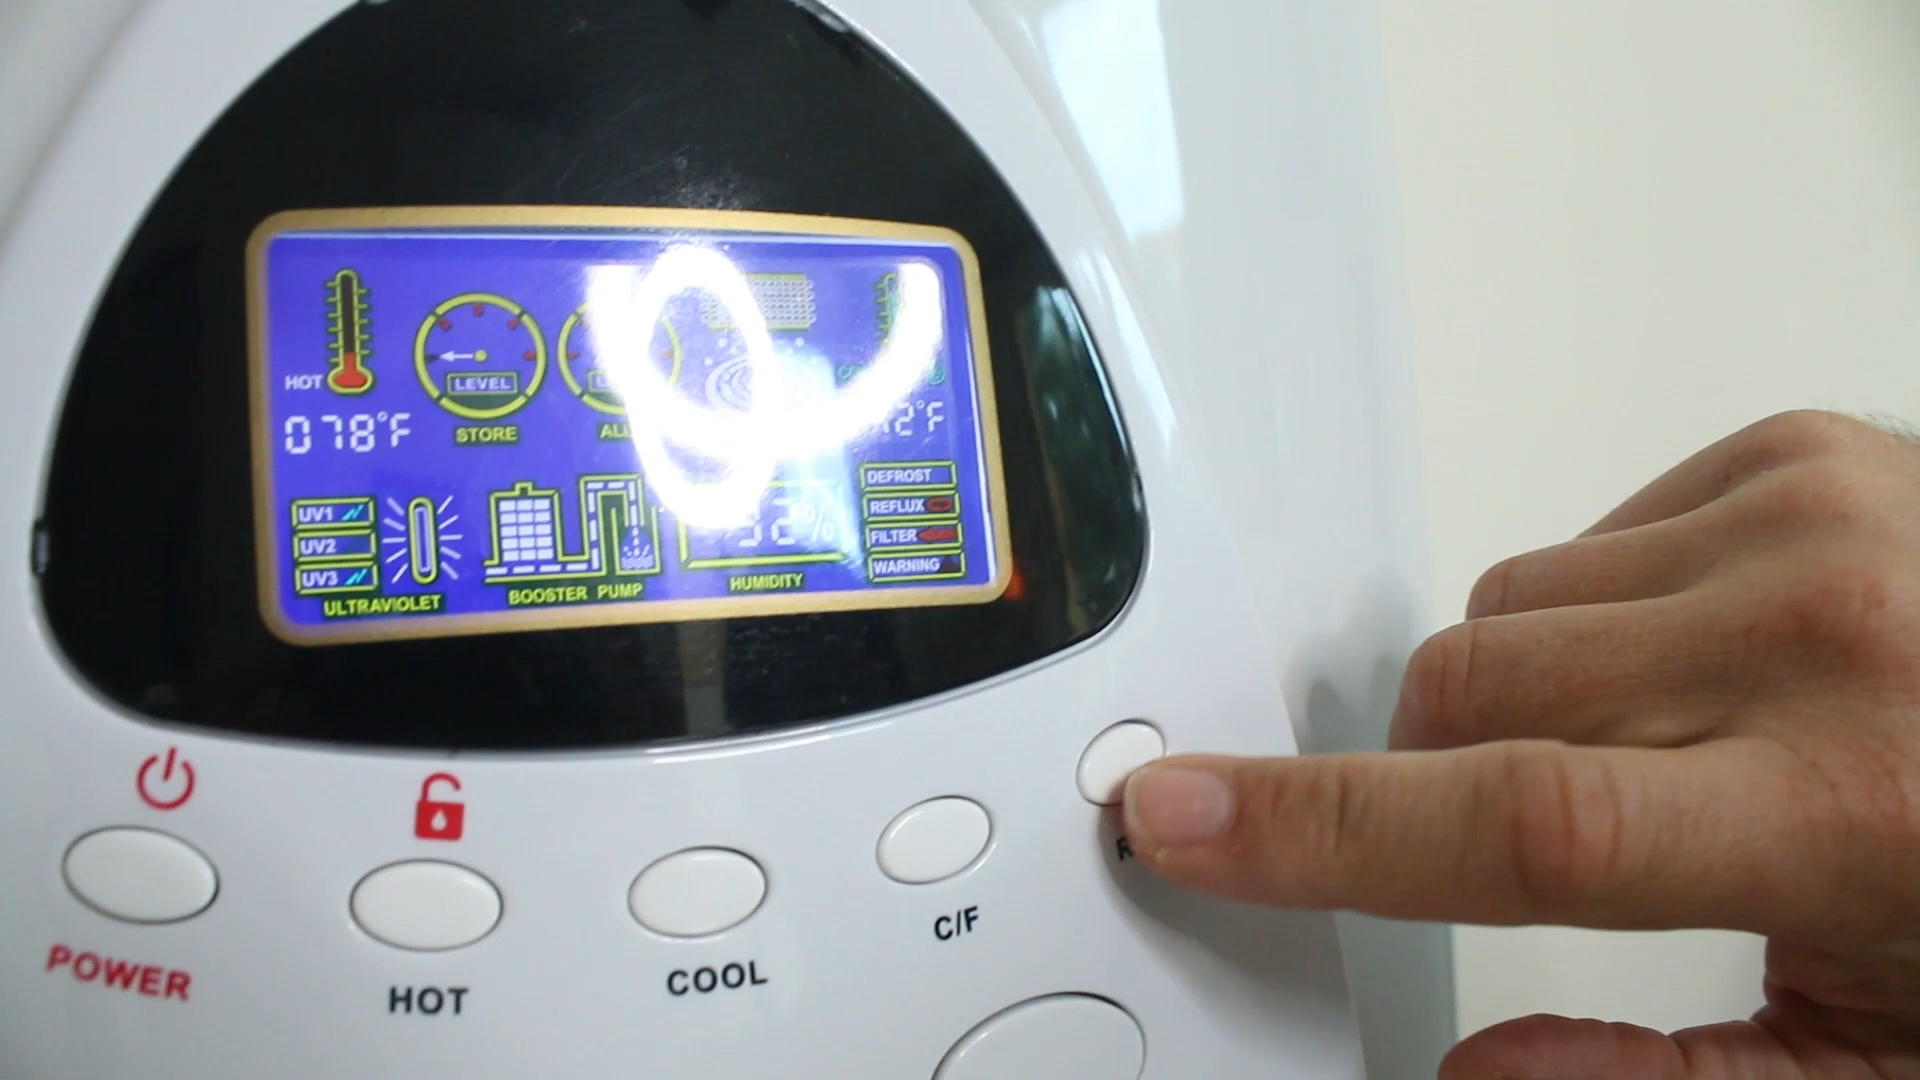 HOT
078°F
LEVEL
STORE
DEFROST
REFLUX
FILTER
WARNING
UV1
UV2
UV3
ULTRAVIOLET
BOOSTER PUMP
HUMIDITY
POWER
HOT
COOL
C/F